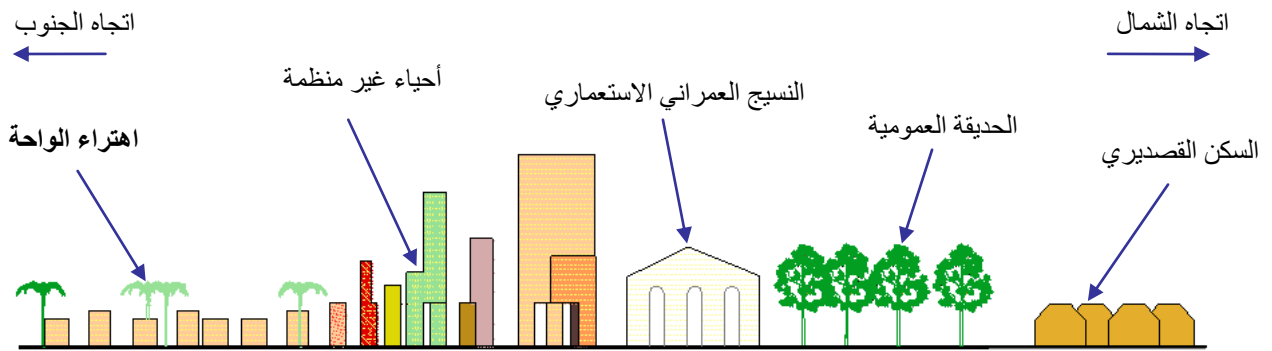 اتجاه الشمال
اتجاه الجنوب
أحياء غير منظمة
النسيج العمراني الاستعماري
الحديقة العمومية
اهتراء الواحة
السكن القصديري